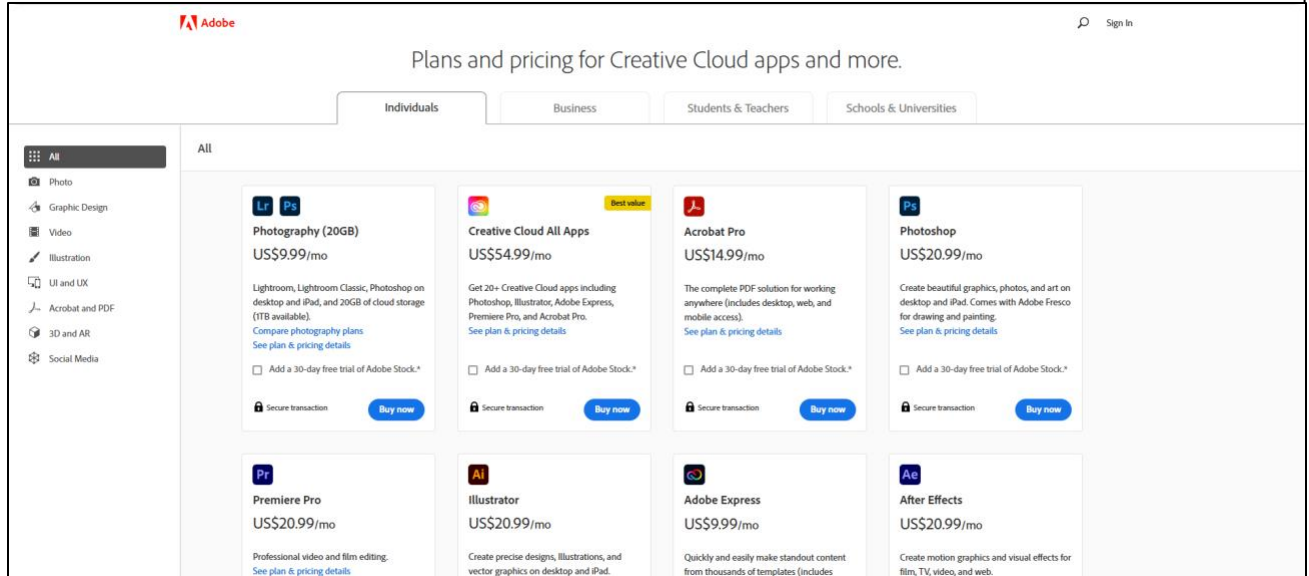 Adobe
Sign In
Plans and pricing for Creative Cloud apps and more.
Individuals
Business
Students & Teachers
Schools & Universities
All
Photo
Graphic Design
Video
Illustration
UI and UX
Acrobat and PDF
3D and AR
Social Media
All
Lr Ps
Photography (20GB)
US$9.99/mo
Lightroom, Lightroom Classic, Photoshop on
desktop and iPad, and 20GB of cloud storage
(1TB available).
Compare photography plans
See plan & pricing details
Add a 30-day free trial of Adobe Stock.*
Secure transaction
Buy now
Best value
Creative Cloud All Apps
US$54.99/mo
Get 20+ Creative Cloud apps including
Photoshop, Illustrator, Adobe Express,
Premiere Pro, and Acrobat Pro.
See plan & pricing details
Add a 30-day free trial of Adobe Stock.*
Secure transaction
Buy now
Acrobat Pro
US$14.99/mo
The complete PDF solution for working
anywhere (includes desktop, web, and
mobile access).
See plan & pricing details
Add a 30-day free trial of Adobe Stock.*
Secure transaction
Buy now
Ps
Photoshop
US$20.99/mo
Create beautiful graphics, photos, and art on
desktop and iPad. Comes with Adobe Fresco
for drawing and painting.
See plan & pricing details
Add a 30-day free trial of Adobe Stock.*
Secure transaction
Buy now
Pr
Premiere Pro
US$20.99/mo
Professional video and film editing.
See plan & pricing details
Ai
Illustrator
US$20.99/mo
Create precise designs, Illustrations, and
vector graphics on desktop and iPad.
Adobe Express
US$9.99/mo
Quickly and easily make standout content
from thousands of templates (includes
Ae
After Effects
US$20.99/mo
Create motion graphics and visual effects for
film, TV, video, and web.